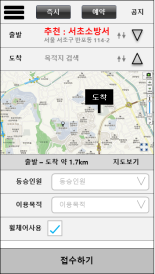 즉시 예약 공지
출발 추천 : 서초소방서
서울 서초구 반포동 114-2
도착 목적지 검색
도착
출발 ~ 도착 약 1.7km 지도보기
동승인원 동승인원
이용목적 이용목적
휠체어사용
접수하기